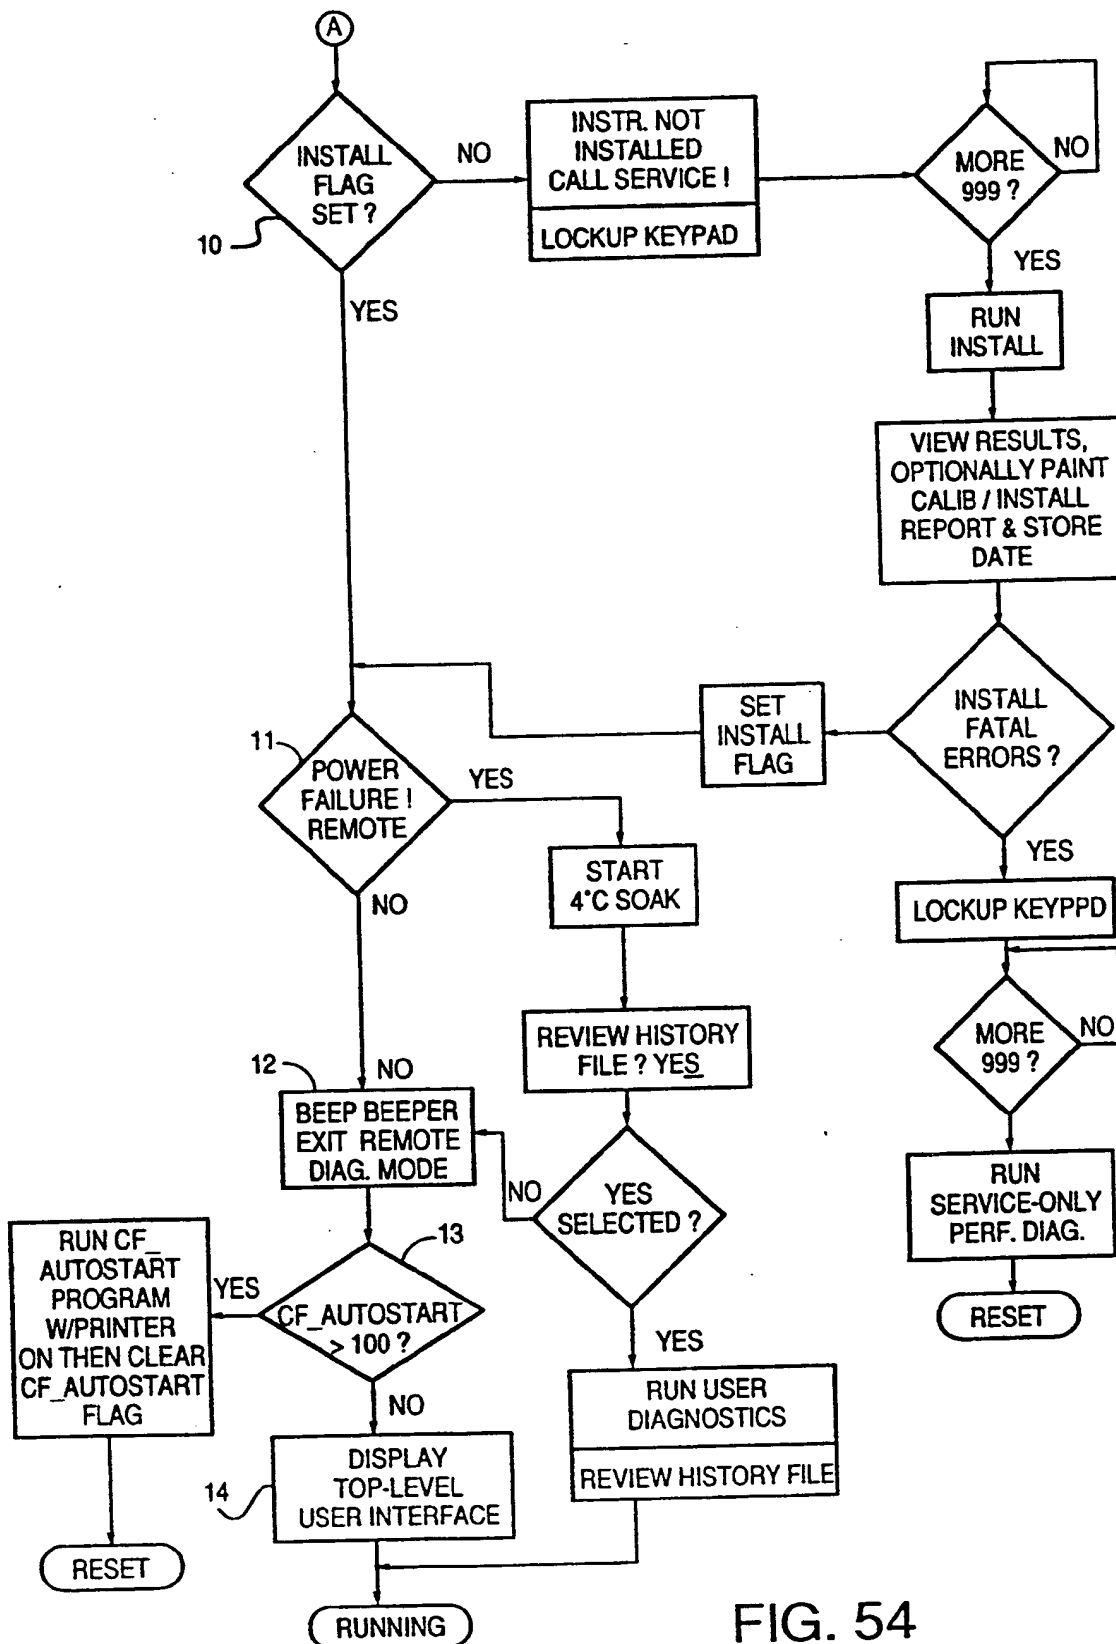 A
INSTALL
FLAG
SET ?
10
NO
YES
INSTR. NOT
INSTALLED
CALL SERVICE !
LOCKUP KEYPAD
MORE
999 ?
NO
YES
RUN
INSTALL
VIEW RESULTS,
OPTIONALLY PAINT
CALIB / INSTALL
REPORT & STORE
DATE
INSTALL
FATAL
ERRORS ?
SET
INSTALL
FLAG
YES
LOCKUP KEYPPD
MORE
999 ?
NO
RUN
SERVICE-ONLY
PERF. DIAG.
RESET
11
POWER
FAILURE !
REMOTE
YES
NO
START
4°C SOAK
REVIEW HISTORY
FILE ? YES
YES
SELECTED ?
NO
YES
RUN USER
DIAGNOSTICS
REVIEW HISTORY FILE
NO
12
BEEP BEEPER
EXIT REMOTE
DIAG. MODE
13
CF_AUTOSTART
> 100 ?
YES
NO
RUN CF_
AUTOSTART
PROGRAM
W/PRINTER
ON THEN CLEAR
CF_AUTOSTART
FLAG
RESET
14
DISPLAY
TOP-LEVEL
USER INTERFACE
RUNNING
FIG. 54